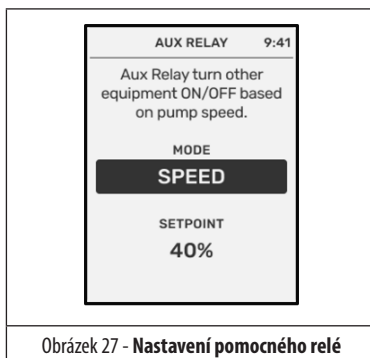 AUX RELAY 9:41
Aux Relay turn other
equipment ON/OFF based
on pump speed.
MODE
SPEED
SETPOINT
40%
Obrázek 27 - Nastavení pomocného relé